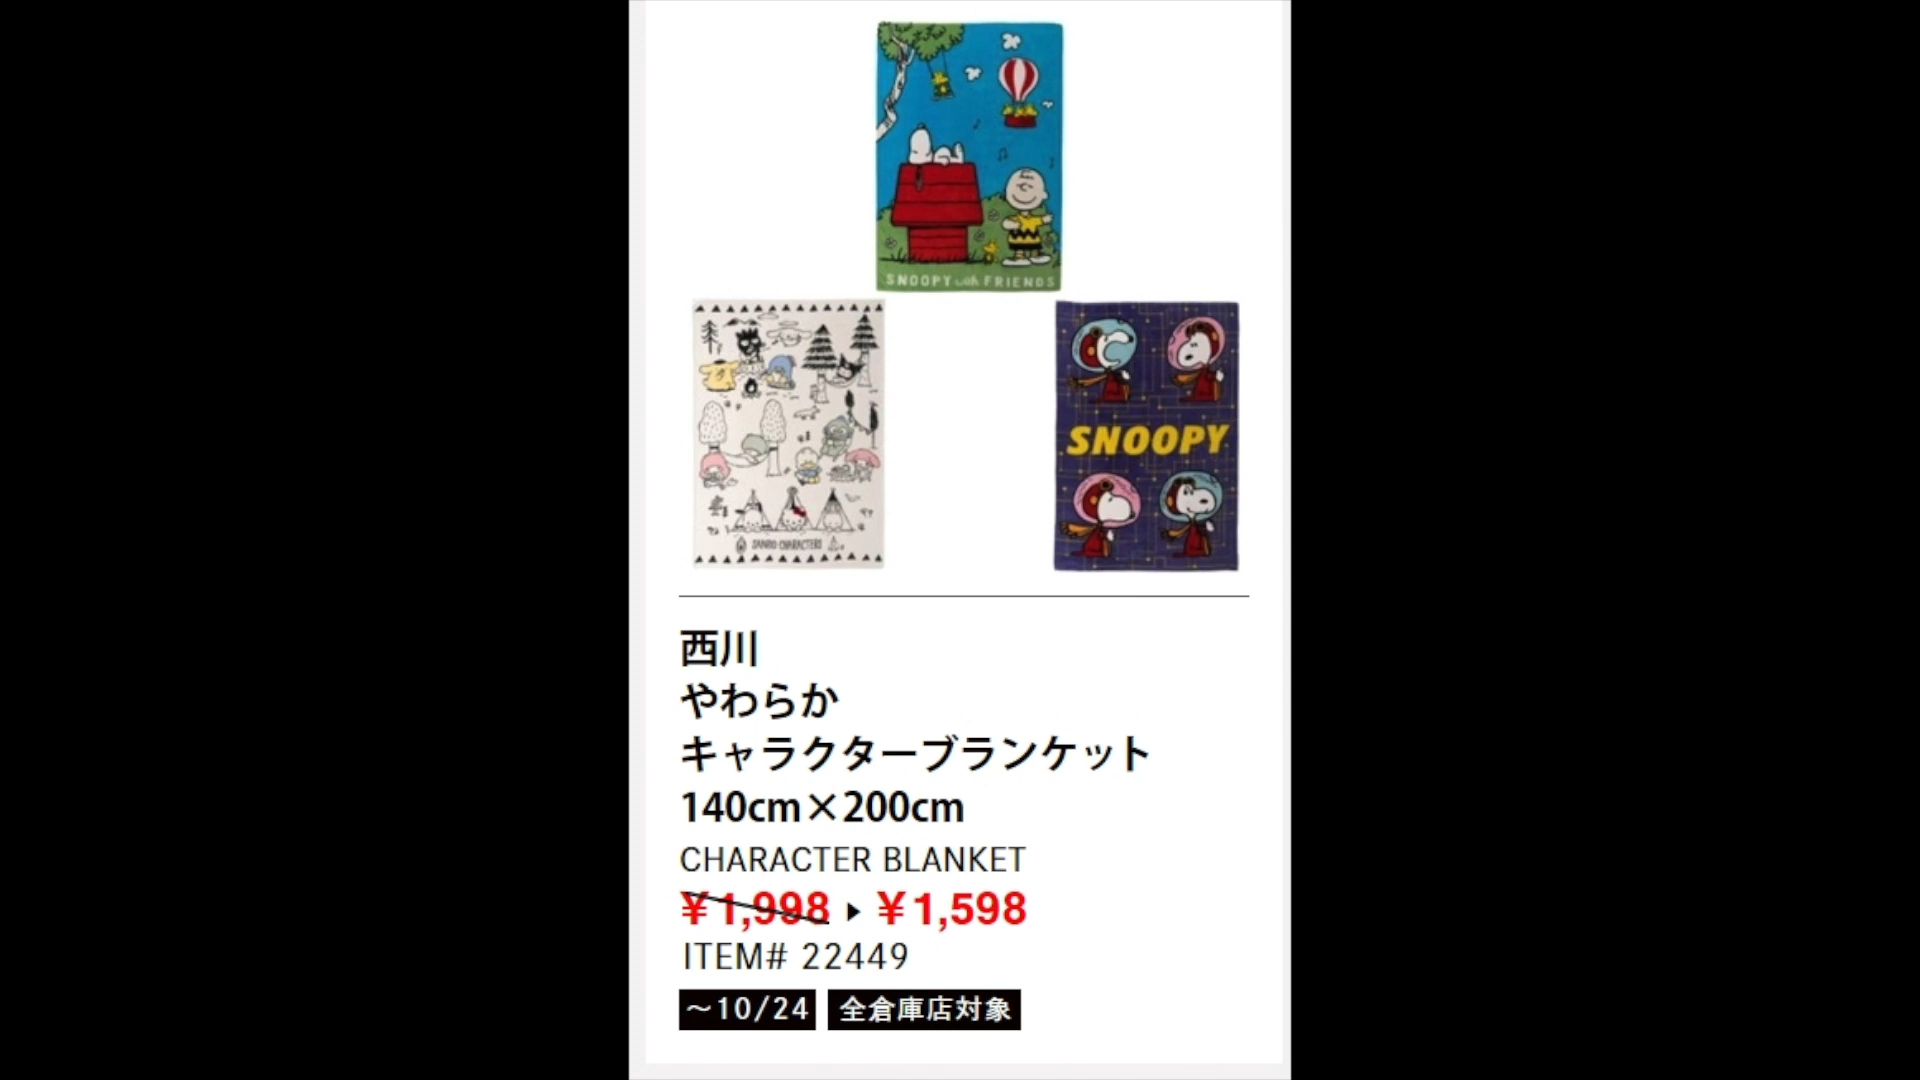 SNOOPY with FRIENDS
SANRIO CHARACTERS
SNOOPY
西川
やわらか
キャラクターブランケット
140cm×200cm
CHARACTER BLANKET
¥1,998 ▶ ¥1,598
ITEM# 22449
～10/24 全倉庫店対象